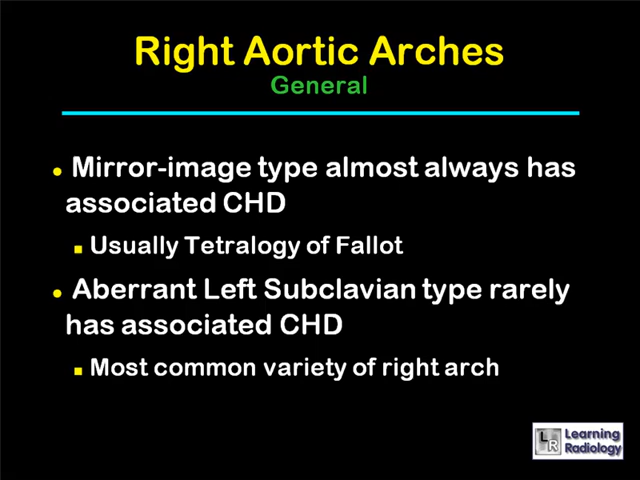 Right Aortic Arches
General
• Mirror-image type almost always has
associated CHD
▪ Usually Tetralogy of Fallot
• Aberrant Left Subclavian type rarely
has associated CHD
▪ Most common variety of right arch
LR Learning
Radiology